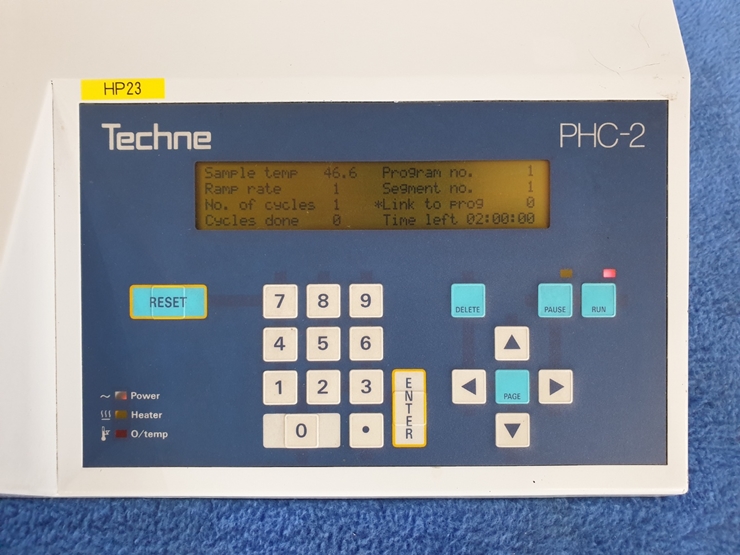 HP23
Techne PHC-2
Sample temp 46.6 Program no. 1
Ramp rate 1 Segment no. 1
No. of cycles 1 *Link to prog 0
Cycles done 0 Time left 02:00:00
RESET
7 8 9
DELETE PAUSE RUN
4 5 6
1 2 3
ENTER
PAGE
0 .
Power
Heater
O/temp